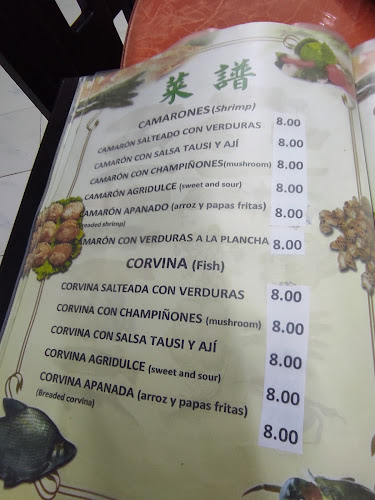 菜譜
CAMARONES (Shrimp)
CAMARÓN SALTEADO CON VERDURAS 8.00
CAMARÓN CON SALSA TAUSI Y AJÍ 8.00
CAMARÓN CON CHAMPIÑONES (mushroom) 8.00
CAMARÓN AGRIDULCE (sweet and sour) 8.00
CAMARÓN APANADO (arroz y papas fritas) 8.00
(Breaded shrimp)
CAMARÓN CON VERDURAS A LA PLANCHA 8.00
CORVINA (Fish)
CORVINA SALTEADA CON VERDURAS 8.00
CORVINA CON CHAMPIÑONES (mushroom) 8.00
CORVINA CON SALSA TAUSI Y AJÍ 8.00
CORVINA AGRIDULCE (sweet and sour) 8.00
CORVINA APANADA (arroz y papas fritas) 8.00
(Breaded corvina)